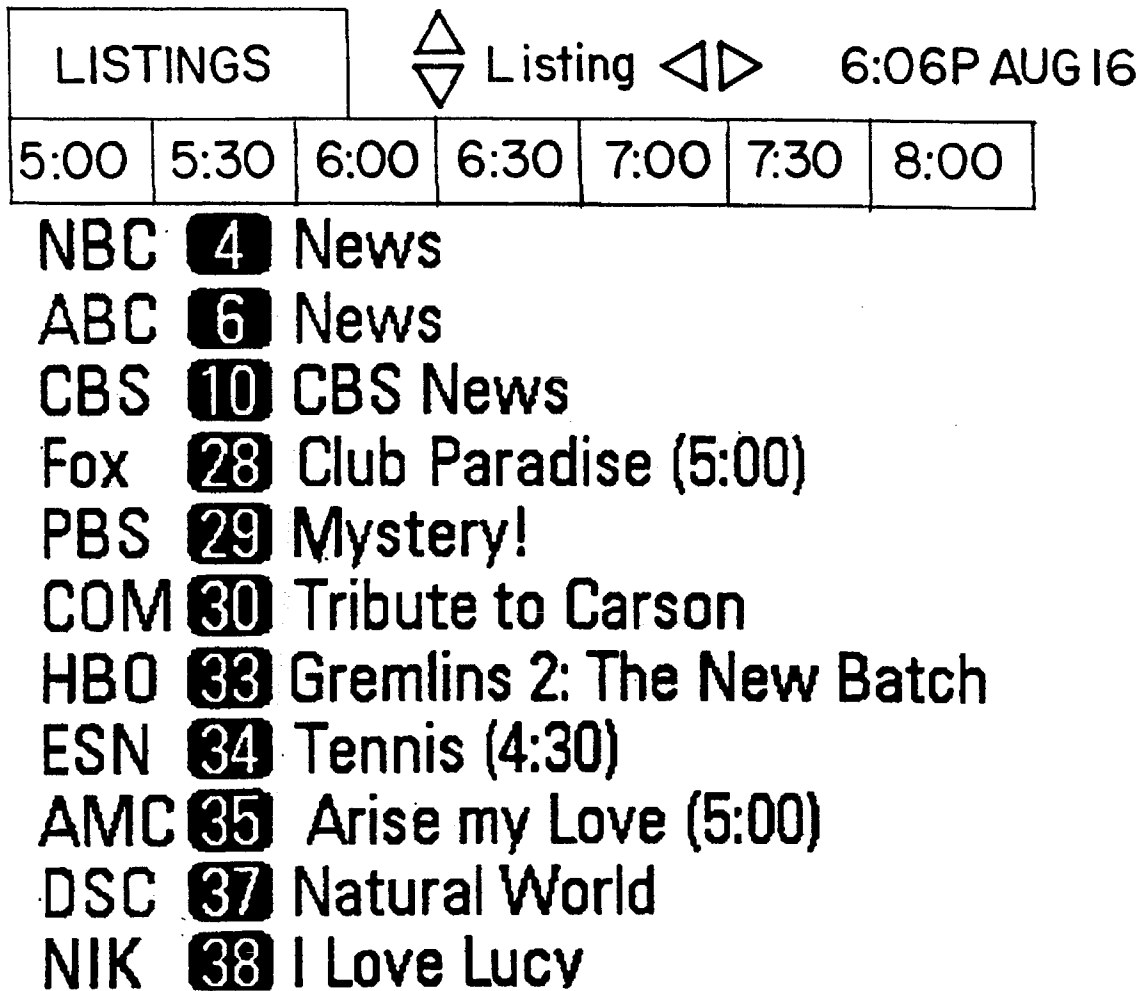 LISTINGS Listing 6:06P AUG 16
5:00 5:30 6:00 6:30 7:00 7:30 8:00
NBC 4 News
ABC 6 News
CBS 10 CBS News
Fox 28 Club Paradise (5:00)
PBS 29 Mystery!
COM 30 Tribute to Carson
HBO 33 Gremlins 2: The New Batch
ESN 34 Tennis (4:30)
AMC 35 Arise my Love (5:00)
DSC 37 Natural World
NIK 38 I Love Lucy